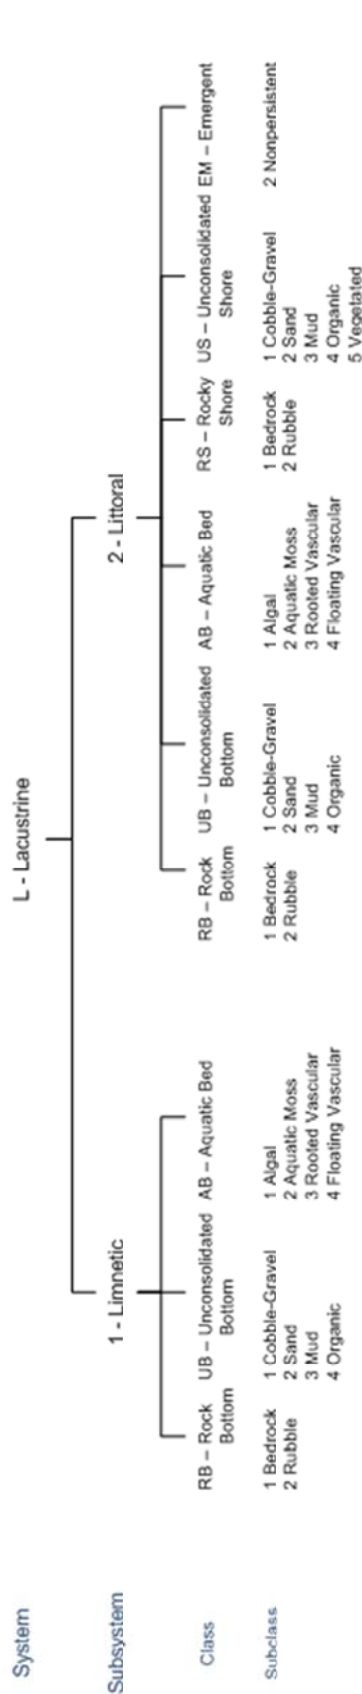 System
L - Lacustrine
Subsystem
1 - Limnetic
2 - Littoral
Class
RB – Rock
Bottom
UB – Unconsolidated
Bottom
AB – Aquatic Bed
RB – Rock
Bottom
UB – Unconsolidated
Bottom
AB – Aquatic Bed
RS – Rocky
Shore
US – Unconsolidated
Shore
EM – Emergent
Subclass
1 Bedrock
2 Rubble
1 Cobble-Gravel
2 Sand
3 Mud
4 Organic
1 Algal
2 Aquatic Moss
3 Rooted Vascular
4 Floating Vascular
1 Bedrock
2 Rubble
1 Cobble-Gravel
2 Sand
3 Mud
4 Organic
1 Algal
2 Aquatic Moss
3 Rooted Vascular
4 Floating Vascular
1 Bedrock
2 Rubble
1 Cobble-Gravel
2 Sand
3 Mud
4 Organic
5 Vegetated
2 Nonpersistent